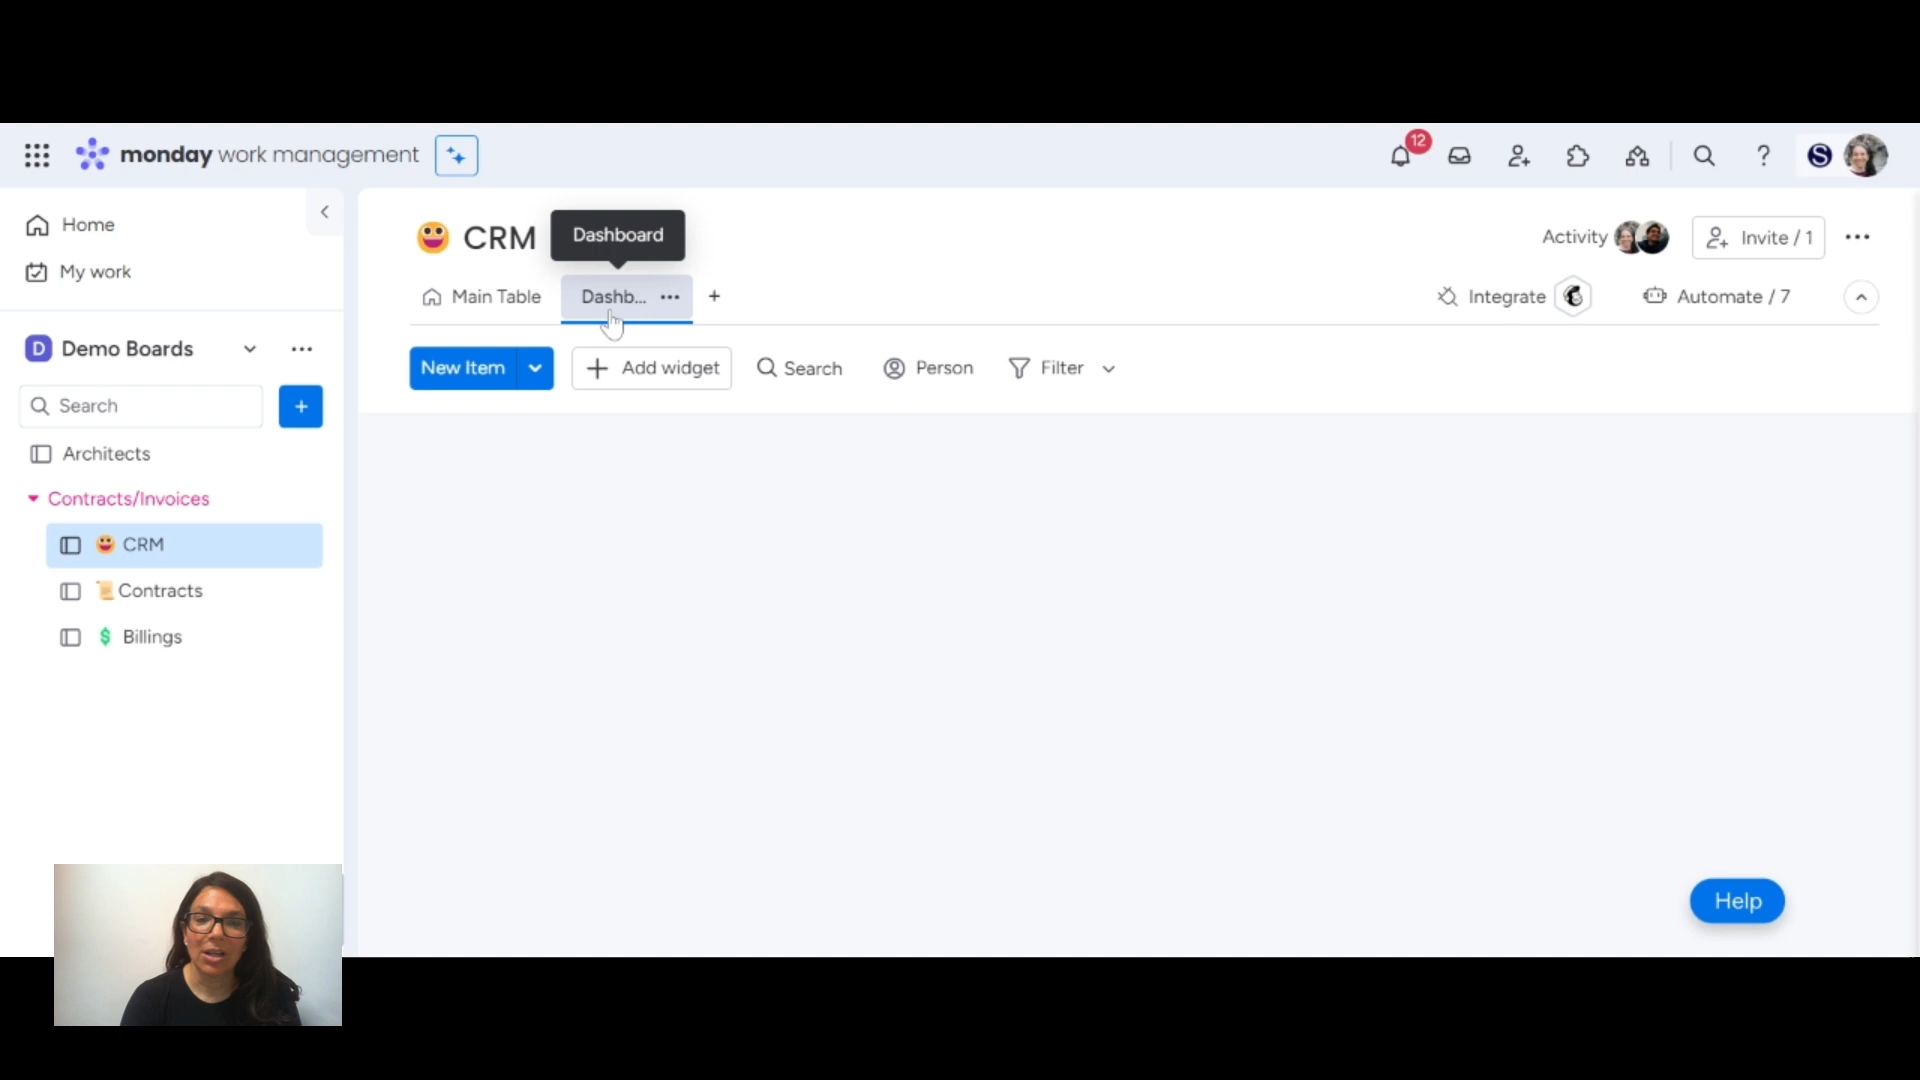 monday work management
12
S
Home
My work
D Demo Boards
Search
Architects
Contracts/Invoices
CRM
Contracts
$ Billings
CRM
Dashboard
Activity
Invite / 1
Main Table
Dashb...
Integrate
Automate / 7
New Item
Add widget
Search
Person
Filter
Help